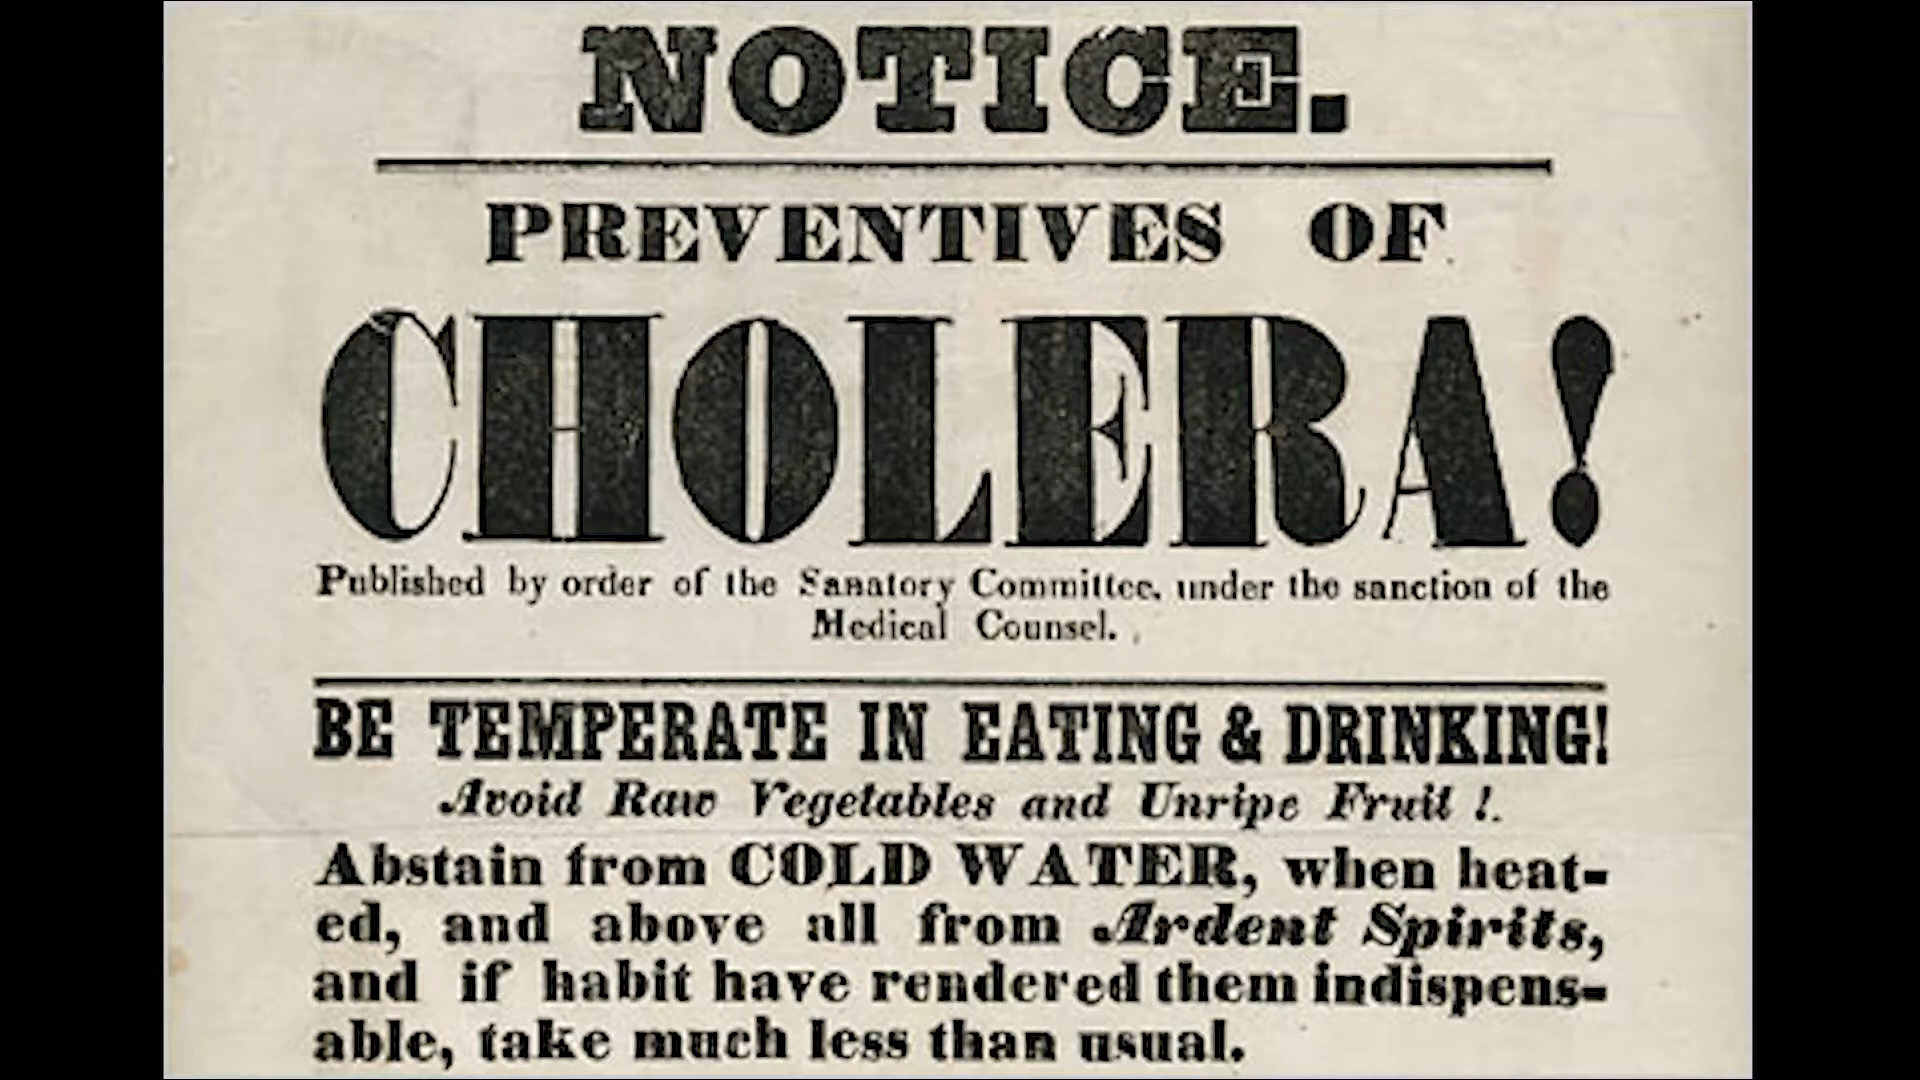 NOTICE.
PREVENTIVES OF
CHOLERA!
Published by order of the Sanatory Committee, under the sanction of the
Medical Counsel.
BE TEMPERATE IN EATING & DRINKING!
Avoid Raw Vegetables and Unripe Fruit !
Abstain from COLD WATER, when heat-
ed, and above all from Ardent Spirits,
and if habit have rendered them indispens-
able, take much less than usual.